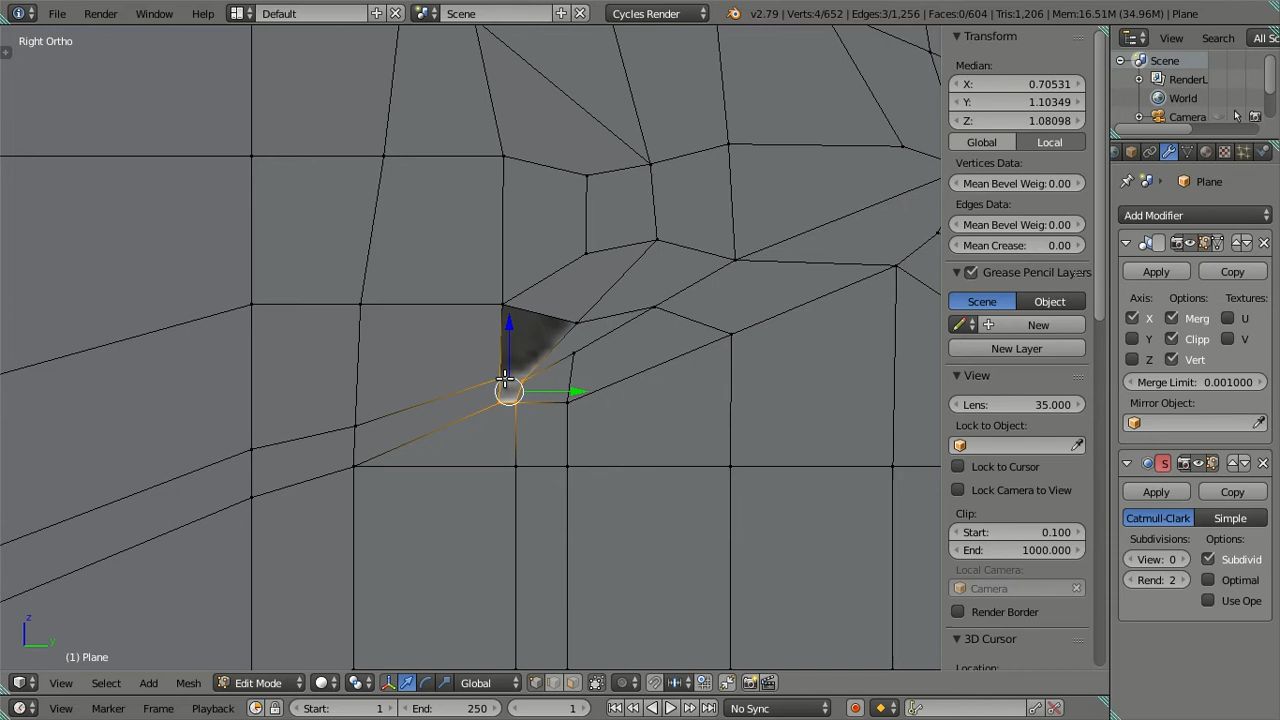 File Render Window Help Default Scene Cycles Render v2.79 | Verts:4/652 | Edges:3/1,256 | Faces:0/604 | Tris:1,206 | Mem:16.51M (34.96M) | Plane
Right Ortho
(1) Plane
z
y
Transform
Median:
X: 0.70531
Y: 1.10349
Z: 1.08098
Global Local
Vertices Data:
Mean Bevel Weig: 0.00
Edges Data:
Mean Bevel Weig: 0.00
Mean Crease: 0.00
Grease Pencil Layers
Scene Object
New
New Layer
View
Lens: 35.000
Lock to Object:
Lock to Cursor
Lock Camera to View
Clip:
Start: 0.100
End: 1000.000
Local Camera:
Camera
Render Border
3D Cursor
Location:
View Search All Sc
Scene
RenderL
World
Camera
Plane
Add Modifier
Apply Copy
Axis: Options: Textures:
X Merg U
Y Clipp V
Z Vert
Merge Limit: 0.001000
Mirror Object:
S
Apply Copy
Catmull-Clark Simple
Subdivisions: Options:
View: 0 Subdivid
Rend: 2 Optimal
Use Ope
View Select Add Mesh Edit Mode Global
View Marker Frame Playback Start: 1 End: 250 1 No Sync